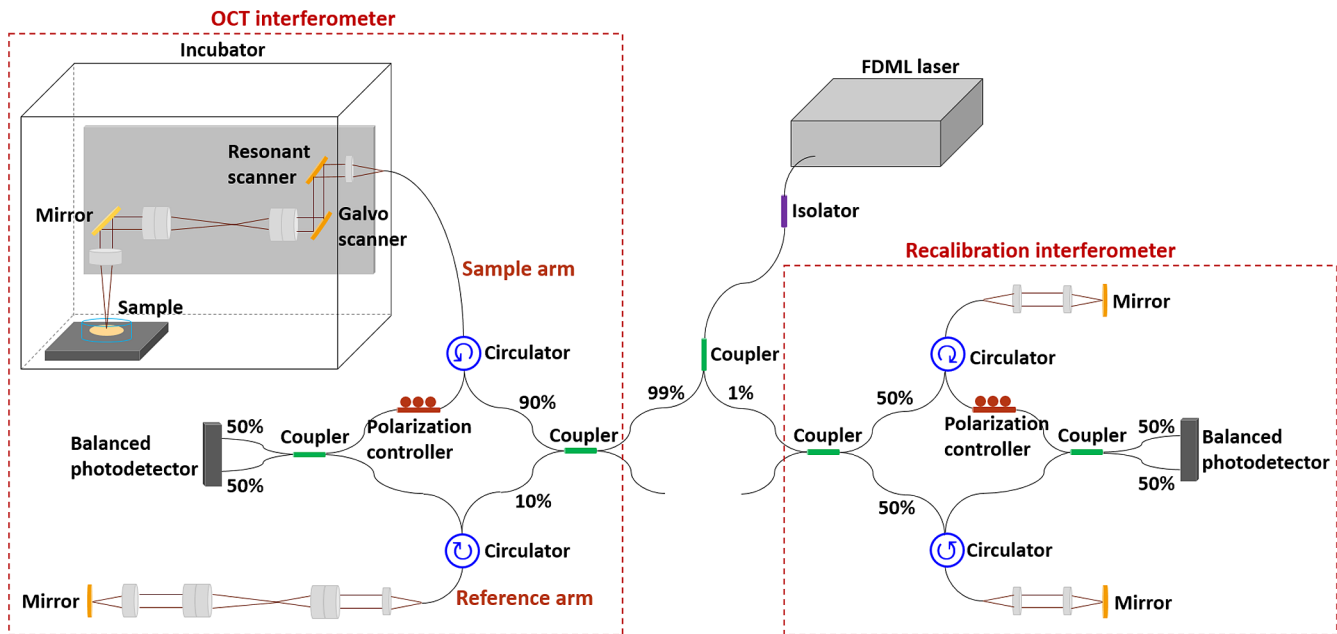 OCT interferometer
Incubator
Resonant
scanner
Mirror
Galvo
scanner
Sample
Sample arm
Circulator
90%
Polarization
controller
Coupler
50%
Balanced
photodetector
50%
Coupler
10%
Circulator
Mirror
Reference arm
FDML laser
Isolator
Coupler
99%
1%
Recalibration interferometer
Mirror
Circulator
50%
Polarization
controller
Coupler
Coupler
50%
Balanced
photodetector
50%
50%
Circulator
Mirror